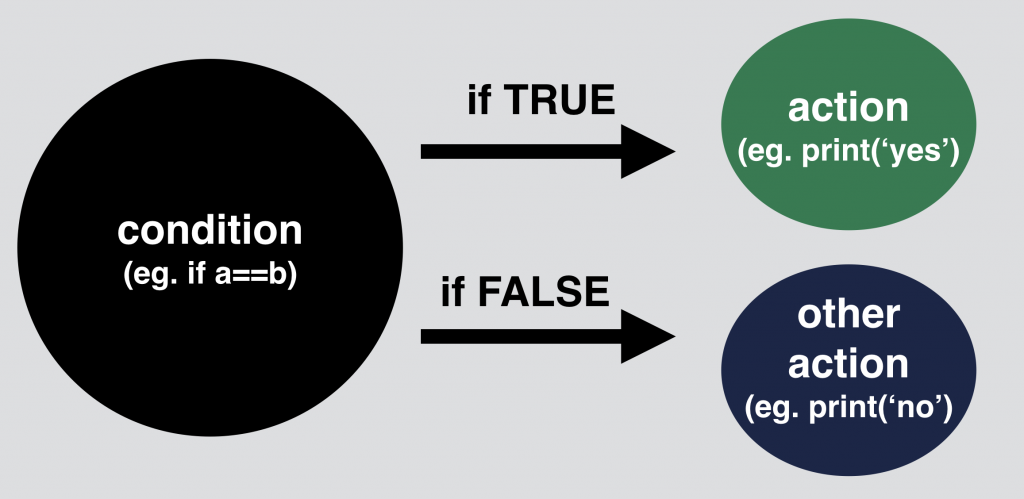 condition
(eg. if a==b)
if TRUE
action
(eg. print(‘yes’)
if FALSE
other
action
(eg. print(‘no’)